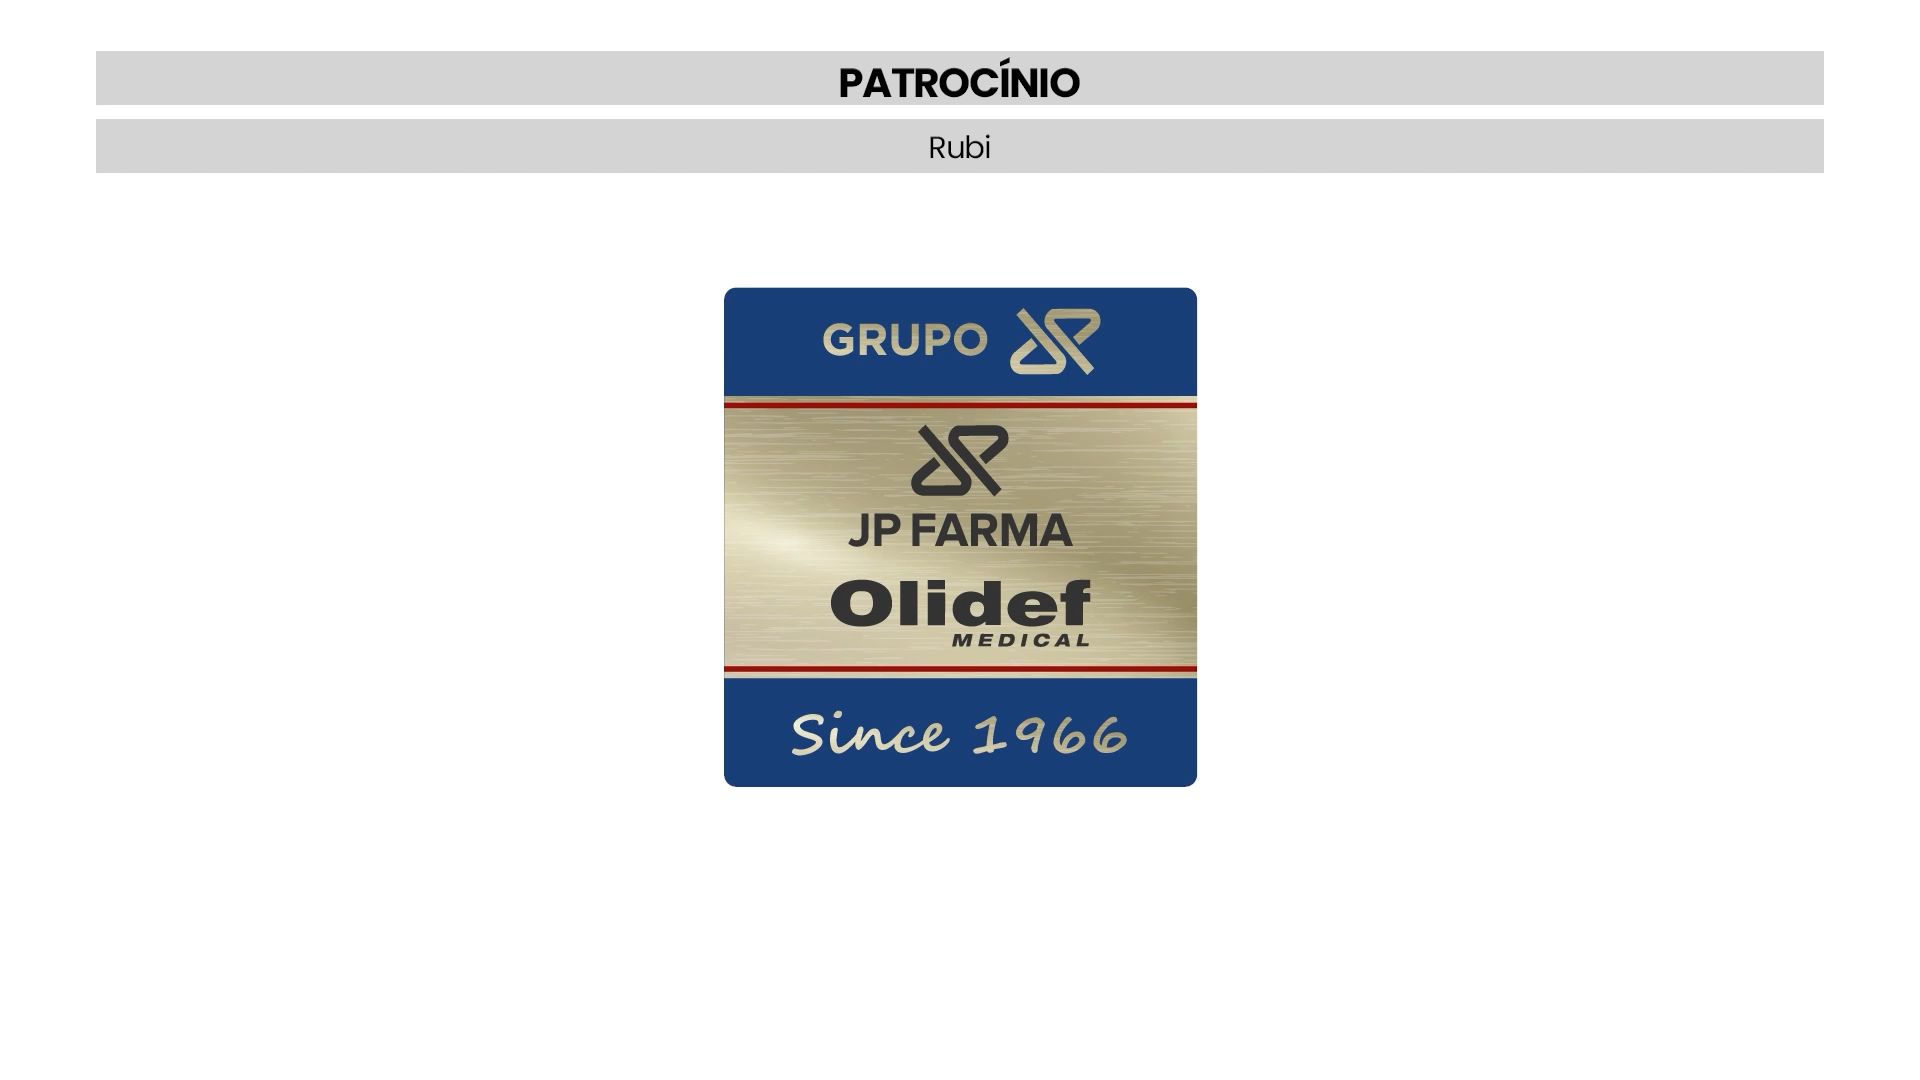 PATROCÍNIO
Rubi
GRUPO
JP FARMA
Olidef
MEDICAL
Since 1966